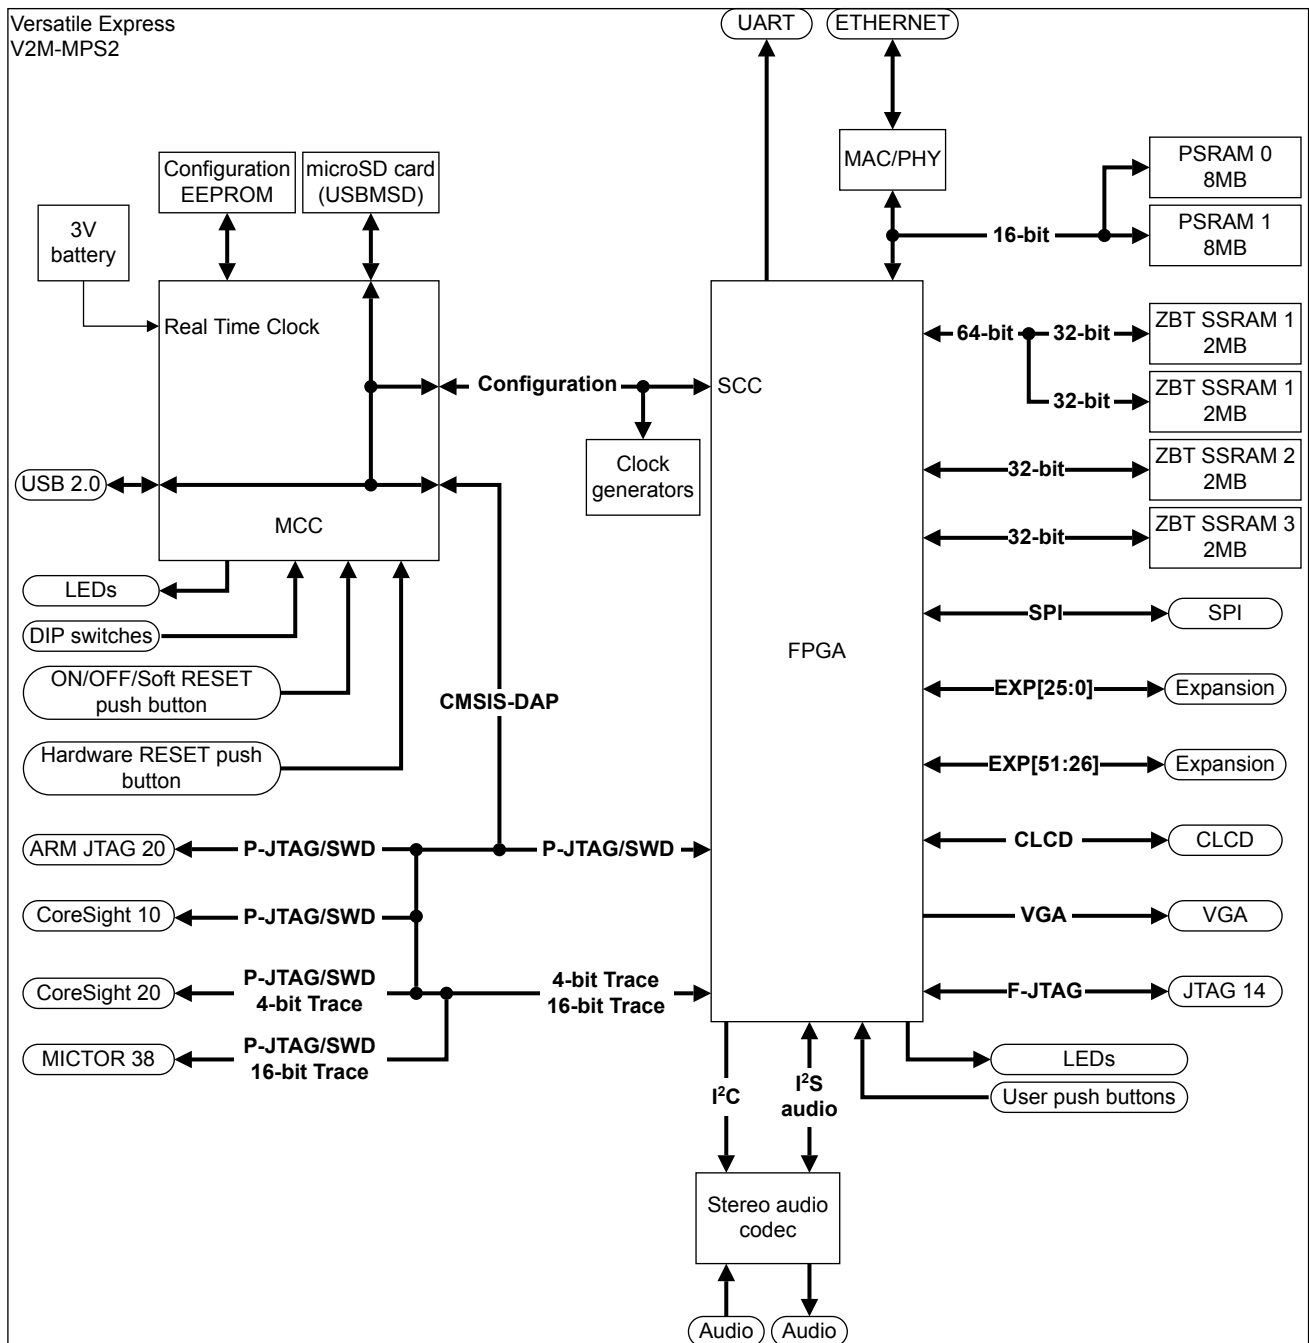 Versatile Express
V2M-MPS2
UART
ETHERNET
MAC/PHY
Configuration
EEPROM
microSD card
(USBMSD)
3V
battery
PSRAM 0
8MB
16-bit
PSRAM 1
8MB
Real Time Clock
64-bit
32-bit
ZBT SSRAM 1
2MB
Configuration
SCC
32-bit
ZBT SSRAM 1
2MB
Clock
generators
32-bit
ZBT SSRAM 2
2MB
USB 2.0
MCC
32-bit
ZBT SSRAM 3
2MB
LEDs
DIP switches
SPI
SPI
FPGA
ON/OFF/Soft RESET
push button
CMSIS-DAP
EXP[25:0]
Expansion
Hardware RESET push
button
EXP[51:26]
Expansion
ARM JTAG 20
P-JTAG/SWD
P-JTAG/SWD
CLCD
CLCD
CoreSight 10
P-JTAG/SWD
VGA
VGA
CoreSight 20
P-JTAG/SWD
4-bit Trace
4-bit Trace
16-bit Trace
F-JTAG
JTAG 14
MICTOR 38
P-JTAG/SWD
16-bit Trace
LEDs
I²C
I²S
audio
User push buttons
Stereo audio
codec
Audio
Audio